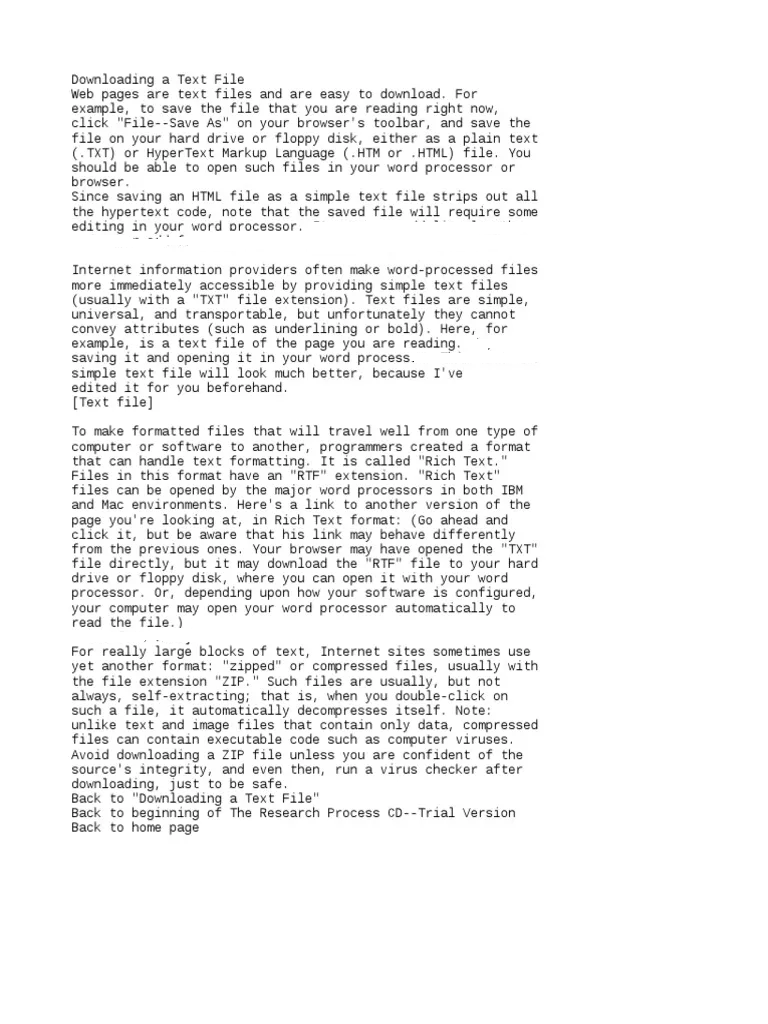 Downloading a Text File
Web pages are text files and are easy to download. For
example, to save the file that you are reading right now,
click "File--Save As" on your browser's toolbar, and save the
file on your hard drive or floppy disk, either as a plain text
(.TXT) or HyperText Markup Language (.HTM or .HTML) file. You
should be able to open such files in your word processor or
browser.
Since saving an HTML file as a simple text file strips out all
the hypertext code, note that the saved file will require some
editing in your word processor.
Internet information providers often make word-processed files
more immediately accessible by providing simple text files
(usually with a "TXT" file extension). Text files are simple,
universal, and transportable, but unfortunately they cannot
convey attributes (such as underlining or bold). Here, for
example, is a text file of the page you are reading.
saving it and opening it in your word process.
simple text file will look much better, because I've
edited it for you beforehand.
[Text file]
To make formatted files that will travel well from one type of
computer or software to another, programmers created a format
that can handle text formatting. It is called "Rich Text."
Files in this format have an "RTF" extension. "Rich Text"
files can be opened by the major word processors in both IBM
and Mac environments. Here's a link to another version of the
page you're looking at, in Rich Text format: (Go ahead and
click it, but be aware that his link may behave differently
from the previous ones. Your browser may have opened the "TXT"
file directly, but it may download the "RTF" file to your hard
drive or floppy disk, where you can open it with your word
processor. Or, depending upon how your software is configured,
your computer may open your word processor automatically to
read the file.)
For really large blocks of text, Internet sites sometimes use
yet another format: "zipped" or compressed files, usually with
the file extension "ZIP." Such files are usually, but not
always, self-extracting; that is, when you double-click on
such a file, it automatically decompresses itself. Note:
unlike text and image files that contain only data, compressed
files can contain executable code such as computer viruses.
Avoid downloading a ZIP file unless you are confident of the
source's integrity, and even then, run a virus checker after
downloading, just to be safe.
Back to "Downloading a Text File"
Back to beginning of The Research Process CD--Trial Version
Back to home page